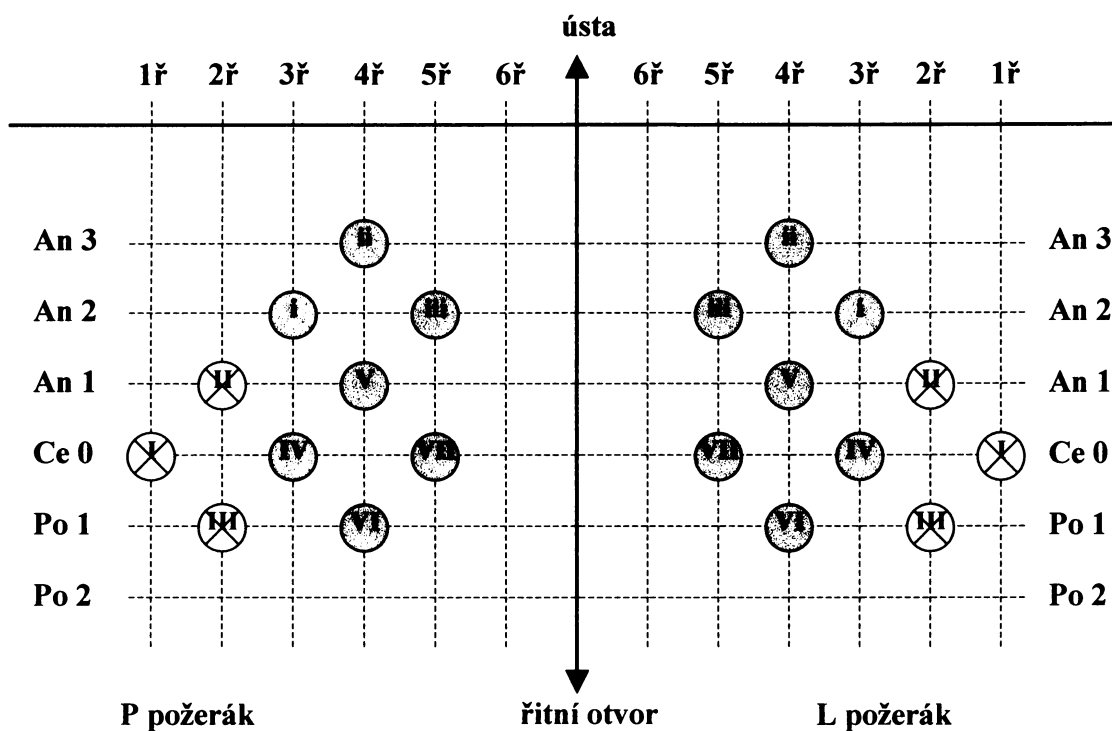 ústa
1ř 2ř 3ř 4ř 5ř 6ř 6ř 5ř 4ř 3ř 2ř 1ř
An 3 ii ii An 3
An 2 i iii iii i An 2
An 1 II V V II An 1
Ce 0 I IV VII VII IV I Ce 0
Po 1 III VI VI III Po 1
Po 2 Po 2
P požerák řitní otvor L požerák